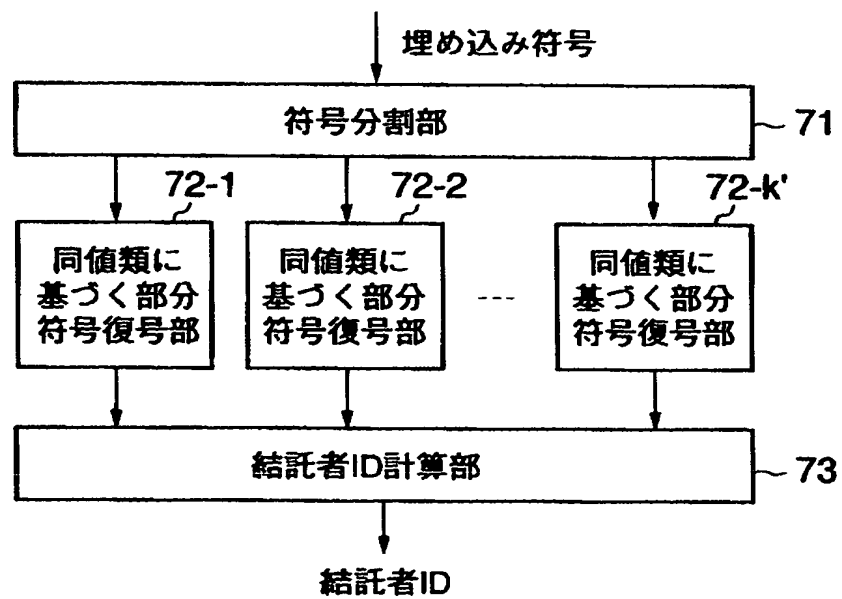 埋め込み符号
符号分割部
71
72-1
72-2
72-k'
同値類に
基づく部分
符号復号部
同値類に
基づく部分
符号復号部
----
同値類に
基づく部分
符号復号部
結託者ID計算部
73
結託者ID